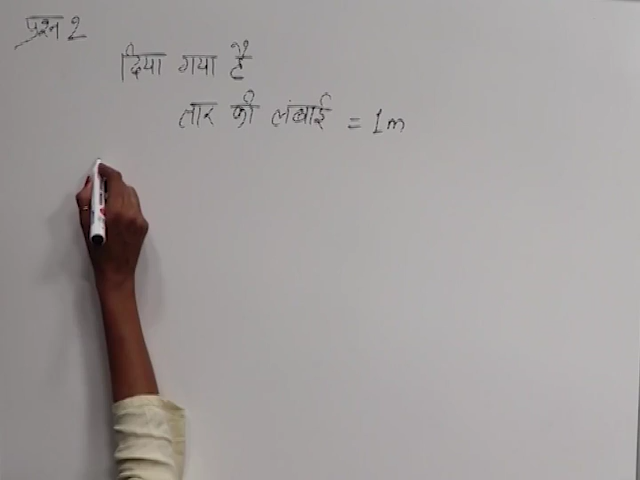 प्रश्न 2
दिया गया है
तार की लंबाई = 1m